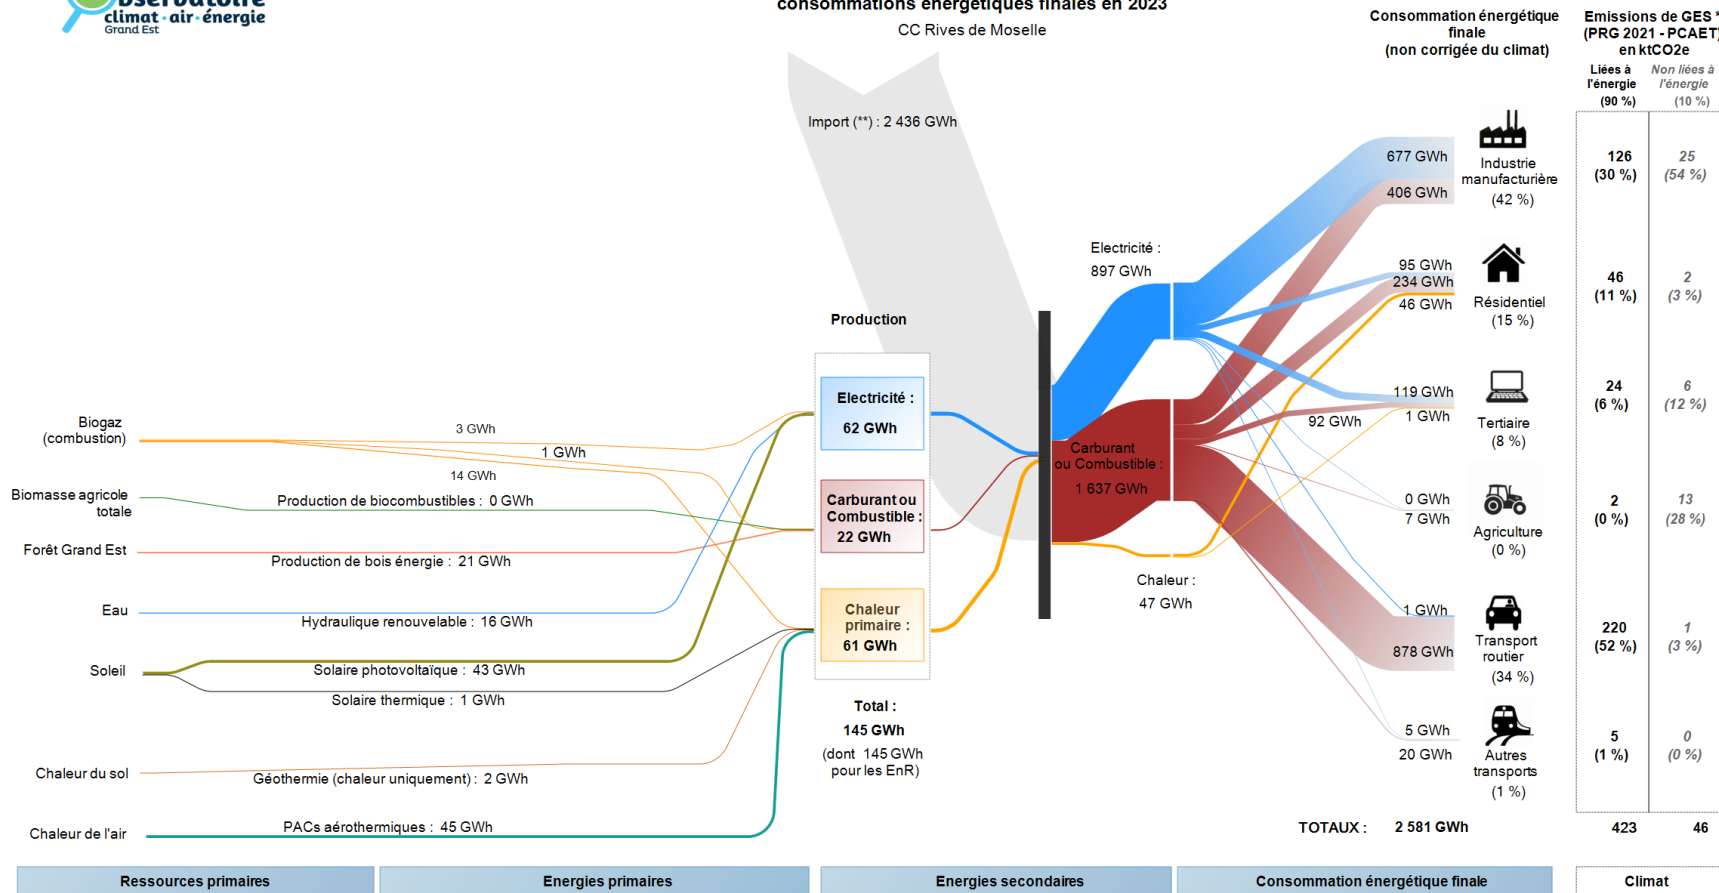 climat · air · énergie
Grand Est
consommations énergétiques finales en 2023
CC Rives de Moselle
Consommation énergétique
finale
(non corrigée du climat)
Emissions de GES *
(PRG 2021 - PCAET)
en ktCO2e
Liées à
l'énergie
(90 %)
Non liées à
l'énergie
(10 %)
Import (**) : 2 436 GWh
677 GWh
406 GWh
Industrie
manufacturière
(42 %)
126
(30 %)
25
(54 %)
Electricité :
897 GWh
95 GWh
234 GWh
46 GWh
Résidentiel
(15 %)
46
(11 %)
2
(3 %)
Production
Electricité :
62 GWh
119 GWh
1 GWh
92 GWh
Tertiaire
(8 %)
24
(6 %)
6
(12 %)
Biogaz
(combustion)
3 GWh
1 GWh
14 GWh
Carburant
ou Combustible :
1 637 GWh
Biomasse agricole
totale
Production de biocombustibles : 0 GWh
Carburant ou
Combustible :
22 GWh
0 GWh
7 GWh
Agriculture
(0 %)
2
(0 %)
13
(28 %)
Forêt Grand Est
Production de bois énergie : 21 GWh
Chaleur :
47 GWh
Eau
Hydraulique renouvelable : 16 GWh
Chaleur
primaire :
61 GWh
1 GWh
878 GWh
Transport
routier
(34 %)
220
(52 %)
1
(3 %)
Soleil
Solaire photovoltaïque : 43 GWh
Solaire thermique : 1 GWh
Total :
145 GWh
(dont 145 GWh
pour les EnR)
5 GWh
20 GWh
Autres
transports
(1 %)
5
(1 %)
0
(0 %)
Chaleur du sol
Géothermie (chaleur uniquement) : 2 GWh
Chaleur de l'air
PACs aérothermiques : 45 GWh
TOTAUX : 2 581 GWh
423
46
Ressources primaires
Energies primaires
Energies secondaires
Consommation énergétique finale
Climat